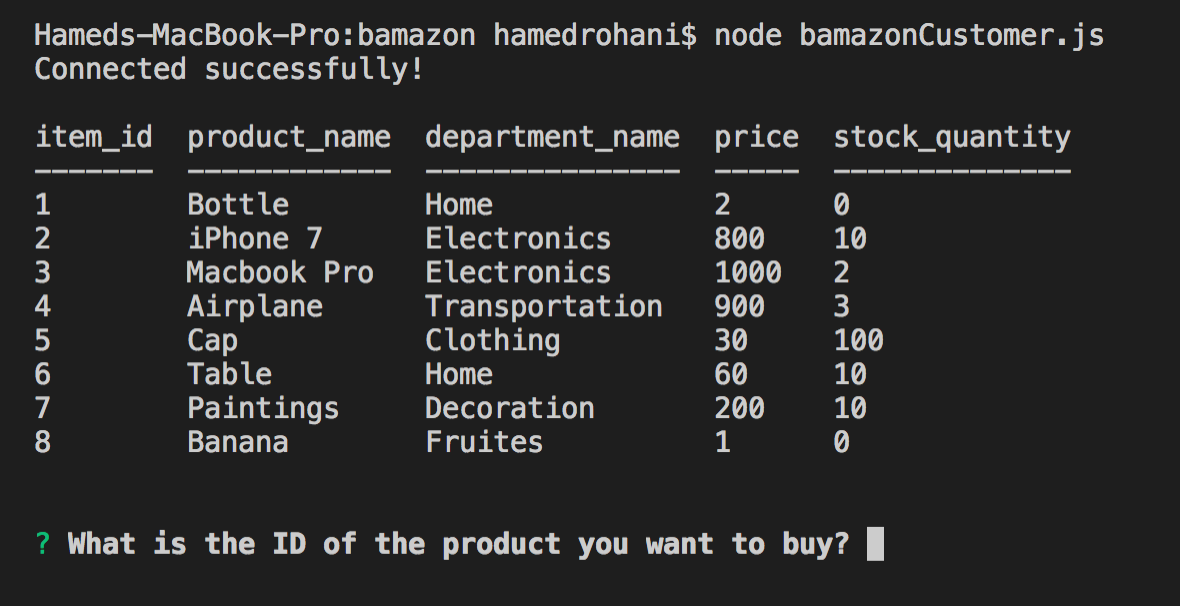 Hameds-MacBook-Pro:bamazon hamedrohani$ node bamazonCustomer.js
Connected successfully!
item_id  product_name  department_name  price  stock_quantity
-------  ------------  ---------------  -----  --------------
1        Bottle        Home             2      0
2        iPhone 7      Electronics      800    10
3        Macbook Pro   Electronics      1000   2
4        Airplane      Transportation   900    3
5        Cap           Clothing         30     100
6        Table         Home             60     10
7        Paintings     Decoration       200    10
8        Banana        Fruites          1      0
? What is the ID of the product you want to buy?